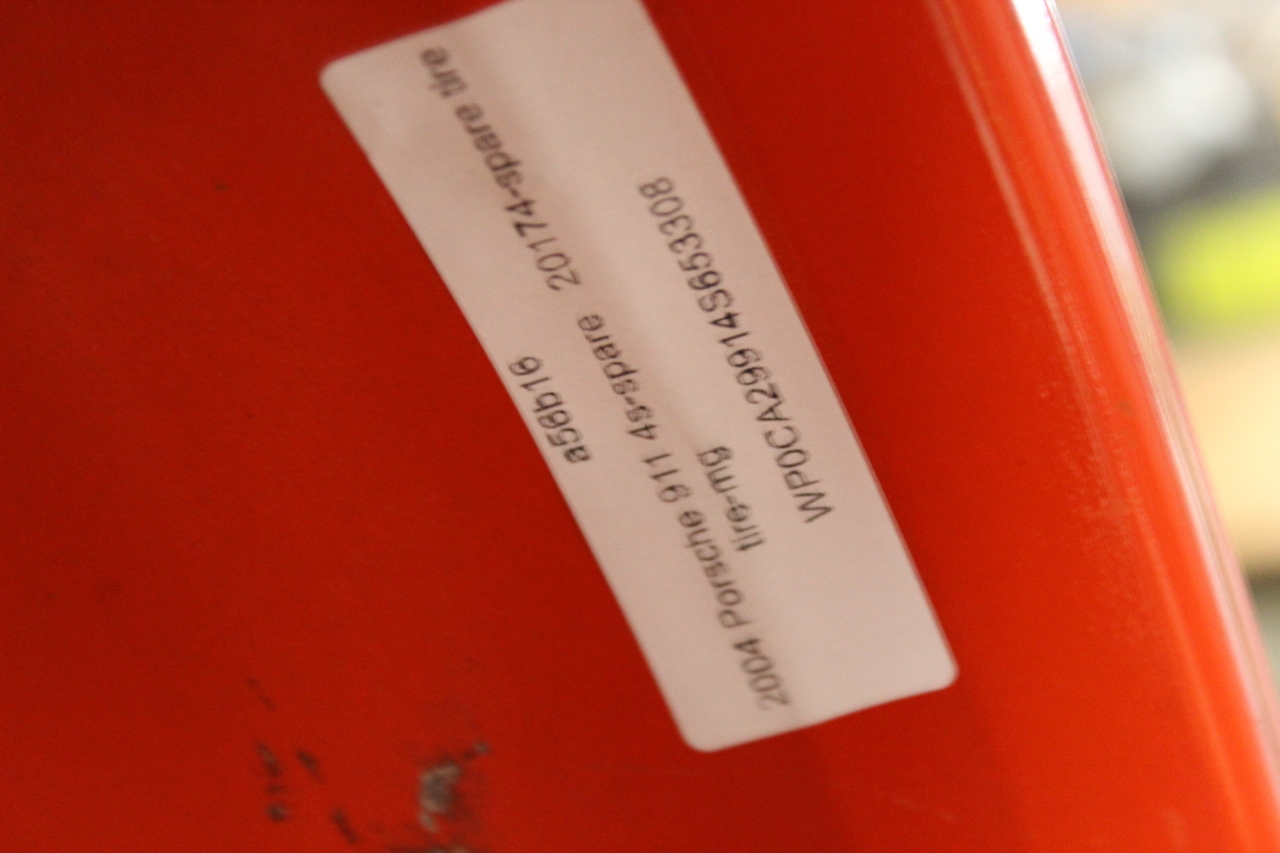 a56b16
2004 Porsche 911 4s-spare 20174-spare tire
tire-mg
WP0CA29914S653308